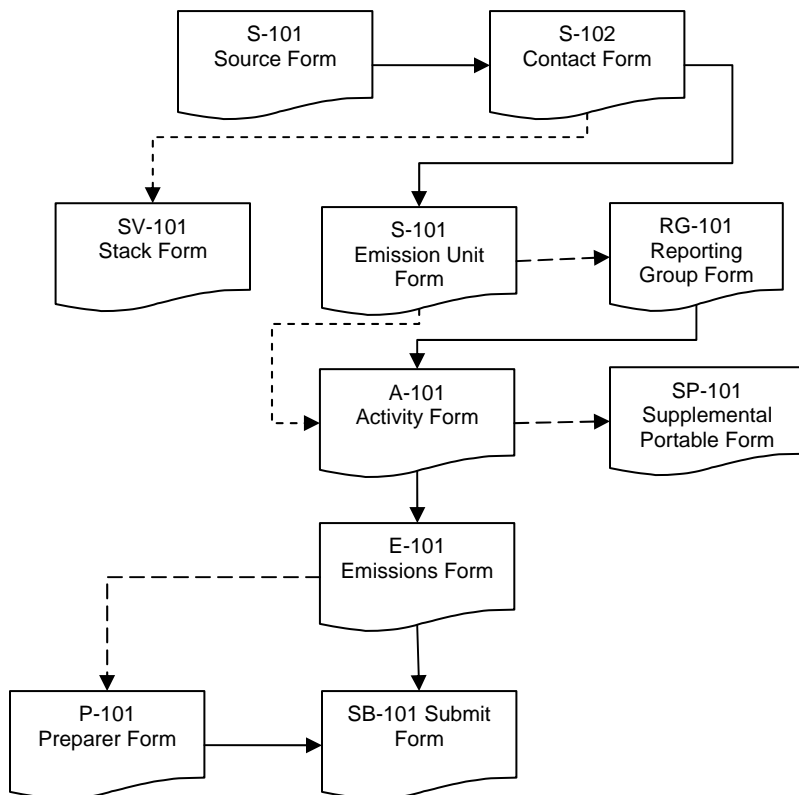 S-101
Source Form
S-102
Contact Form
SV-101
Stack Form
S-101
Emission Unit
Form
RG-101
Reporting
Group Form
A-101
Activity Form
SP-101
Supplemental
Portable Form
E-101
Emissions Form
P-101
Preparer Form
SB-101 Submit
Form